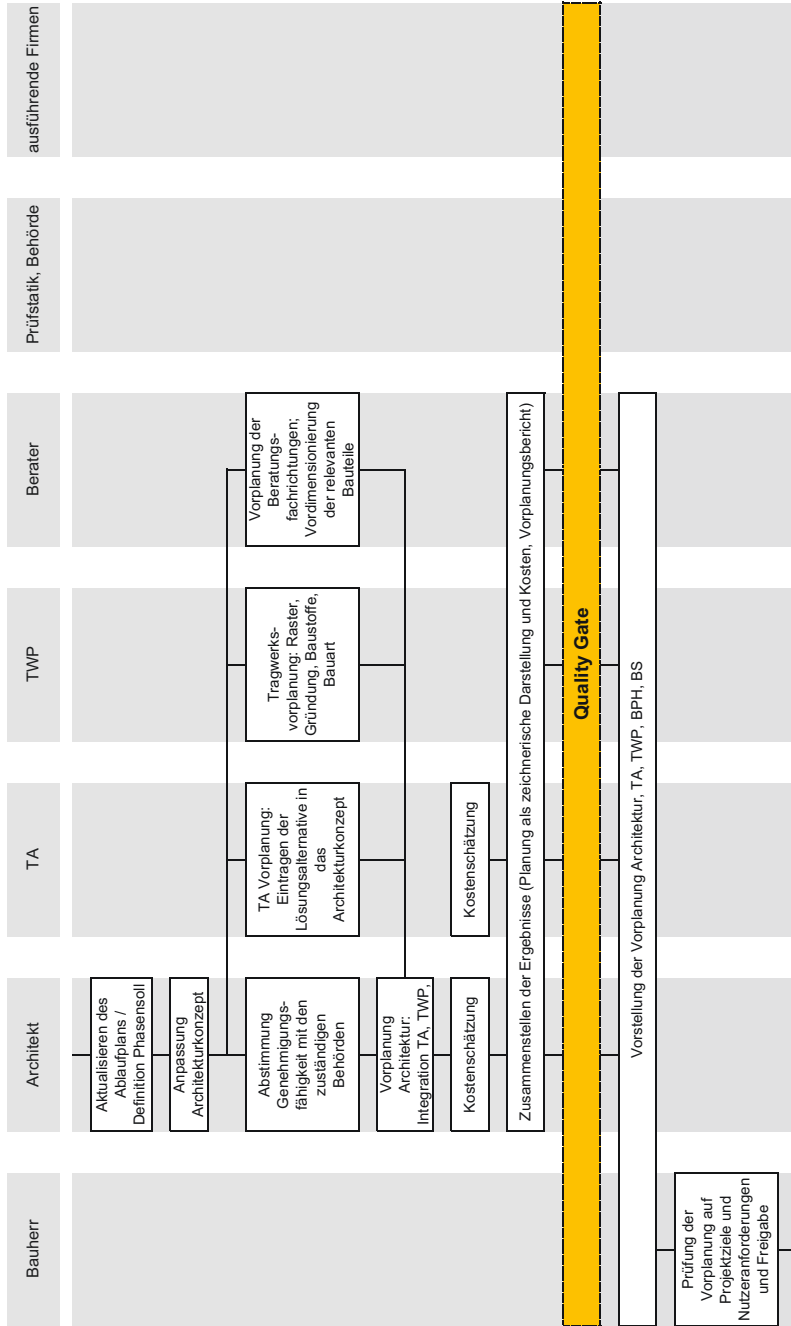 Bauherr
Architekt
TA
TWP
Berater
Prüfstatik, Behörde
ausführende Firmen
Aktualisieren des
Ablaufplans /
Definition Phasensoll
Anpassung
Architekturkonzept
Abstimmung
Genehmigungs-
fähigkeit mit den
zuständigen
Behörden
TA Vorplanung:
Eintragen der
Lösungsalternative in
das
Architekturkonzept
Tragwerks-
vorplanung: Raster,
Gründung, Baustoffe,
Bauart
Vorplanung der
Beratungs-
fachrichtungen;
Vordimensionierung
der relevanten
Bauteile
Vorplanung
Architektur:
Integration TA, TWP,
Kostenschätzung
Kostenschätzung
Zusammenstellen der Ergebnisse (Planung als zeichnerische Darstellung und Kosten, Vorplanungsbericht)
Quality Gate
Vorstellung der Vorplanung Architektur, TA, TWP, BPH, BS
Prüfung der
Vorplanung auf
Projektziele und
Nutzeranforderungen
und Freigabe